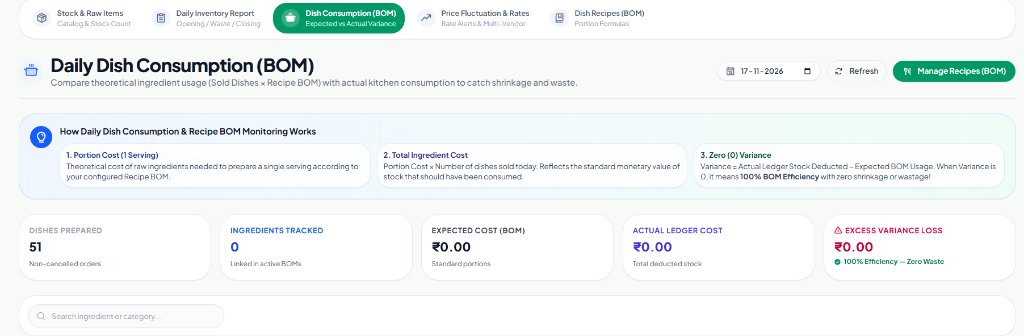 Stock & Raw Items
Catalog & Stock Count
Daily Inventory Report
Opening / Waste / Closing
Dish Consumption (BOM)
Expected vs Actual Variance
Price Fluctuation & Rates
Rate Alerts & Multi-Vendor
Dish Recipes (BOM)
Portion Formulas
Daily Dish Consumption (BOM)
Compare theoretical ingredient usage (Sold Dishes × Recipe BOM) with actual kitchen consumption to catch shrinkage and waste.
17-11-2026
Refresh
Manage Recipes (BOM)
How Daily Dish Consumption & Recipe BOM Monitoring Works
1. Portion Cost (1 Serving)
Theoretical cost of raw ingredients needed to prepare a single serving according to
your configured Recipe BOM.
2. Total Ingredient Cost
Portion Cost × Number of dishes sold today. Reflects the standard monetary value of
stock that should have been consumed
3. Zero (0) Variance
Variance = Actual Ledger Stock Deducted − Expected BOM Usage. When Variance is
0, it means 100% BOM Efficiency with zero shrinkage or wastage!
DISHES PREPARED
51
Non-cancelled orders
INGREDIENTS TRACKED
0
Linked in active BOMs
EXPECTED COST (BOM)
₹0.00
Standard portions
ACTUAL LEDGER COST
₹0.00
Total deducted stock
EXCESS VARIANCE LOSS
₹0.00
100% Efficiency — Zero Waste
Search ingredient or category...